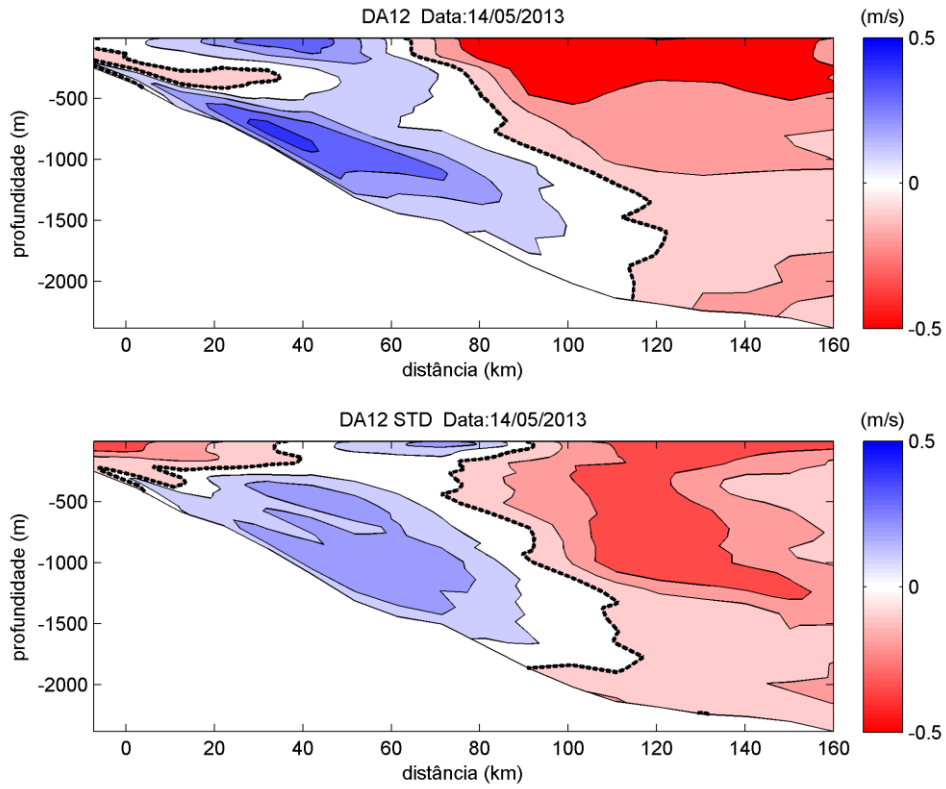 DA12 Data:14/05/2013
(m/s)
0.5
0
-0.5
profundidade (m)
-500
-1000
-1500
-2000
0 20 40 60 80 100 120 140 160
distância (km)
DA12 STD Data:14/05/2013
(m/s)
0.5
0
-0.5
profundidade (m)
-500
-1000
-1500
-2000
0 20 40 60 80 100 120 140 160
distância (km)